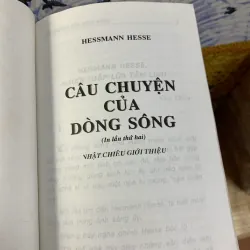 HESSMANN HESSE
CÂU CHUYỆN
CỦA
DÒNG SÔNG
(In lần thứ hai)
NHẬT CHIÊU GIỚI THIỆU